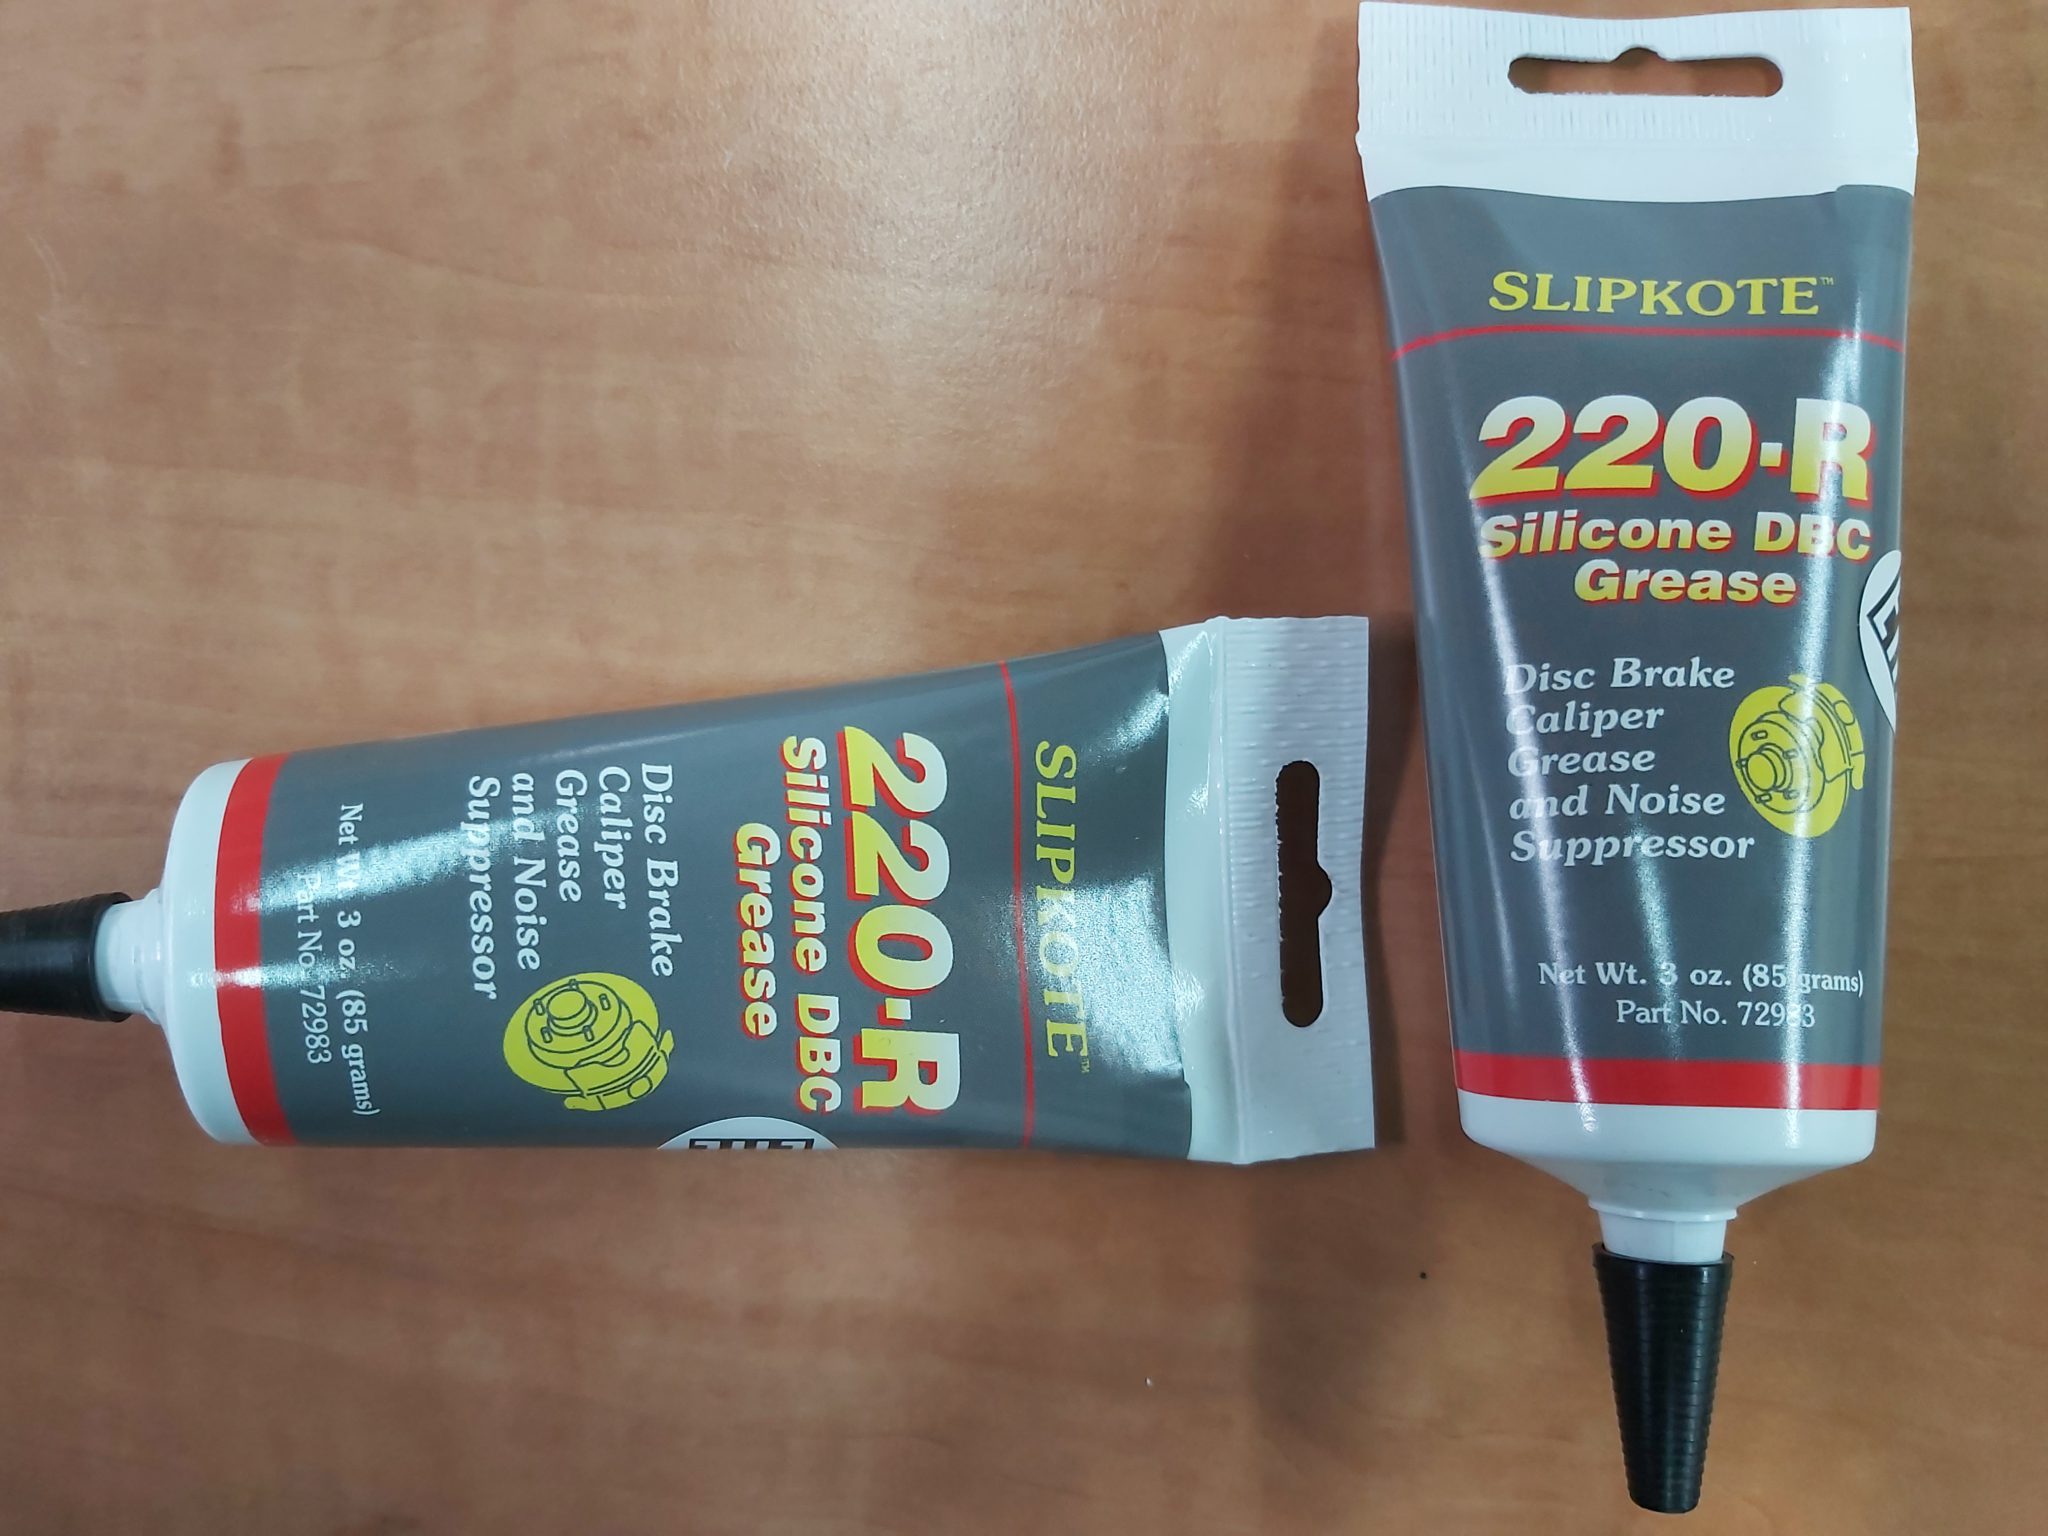 SLIPKOTE™
220-R
Silicone DBC
Grease
Disc Brake
Caliper
Grease
and Noise
Suppressor
Net Wt. 3 oz. (85 grams)
Part No. 72983
SLIPKOTE™
220-R
Silicone DBC
Grease
Disc Brake
Caliper
Grease
and Noise
Suppressor
Net Wt. 3 oz. (85 grams)
Part No. 72983